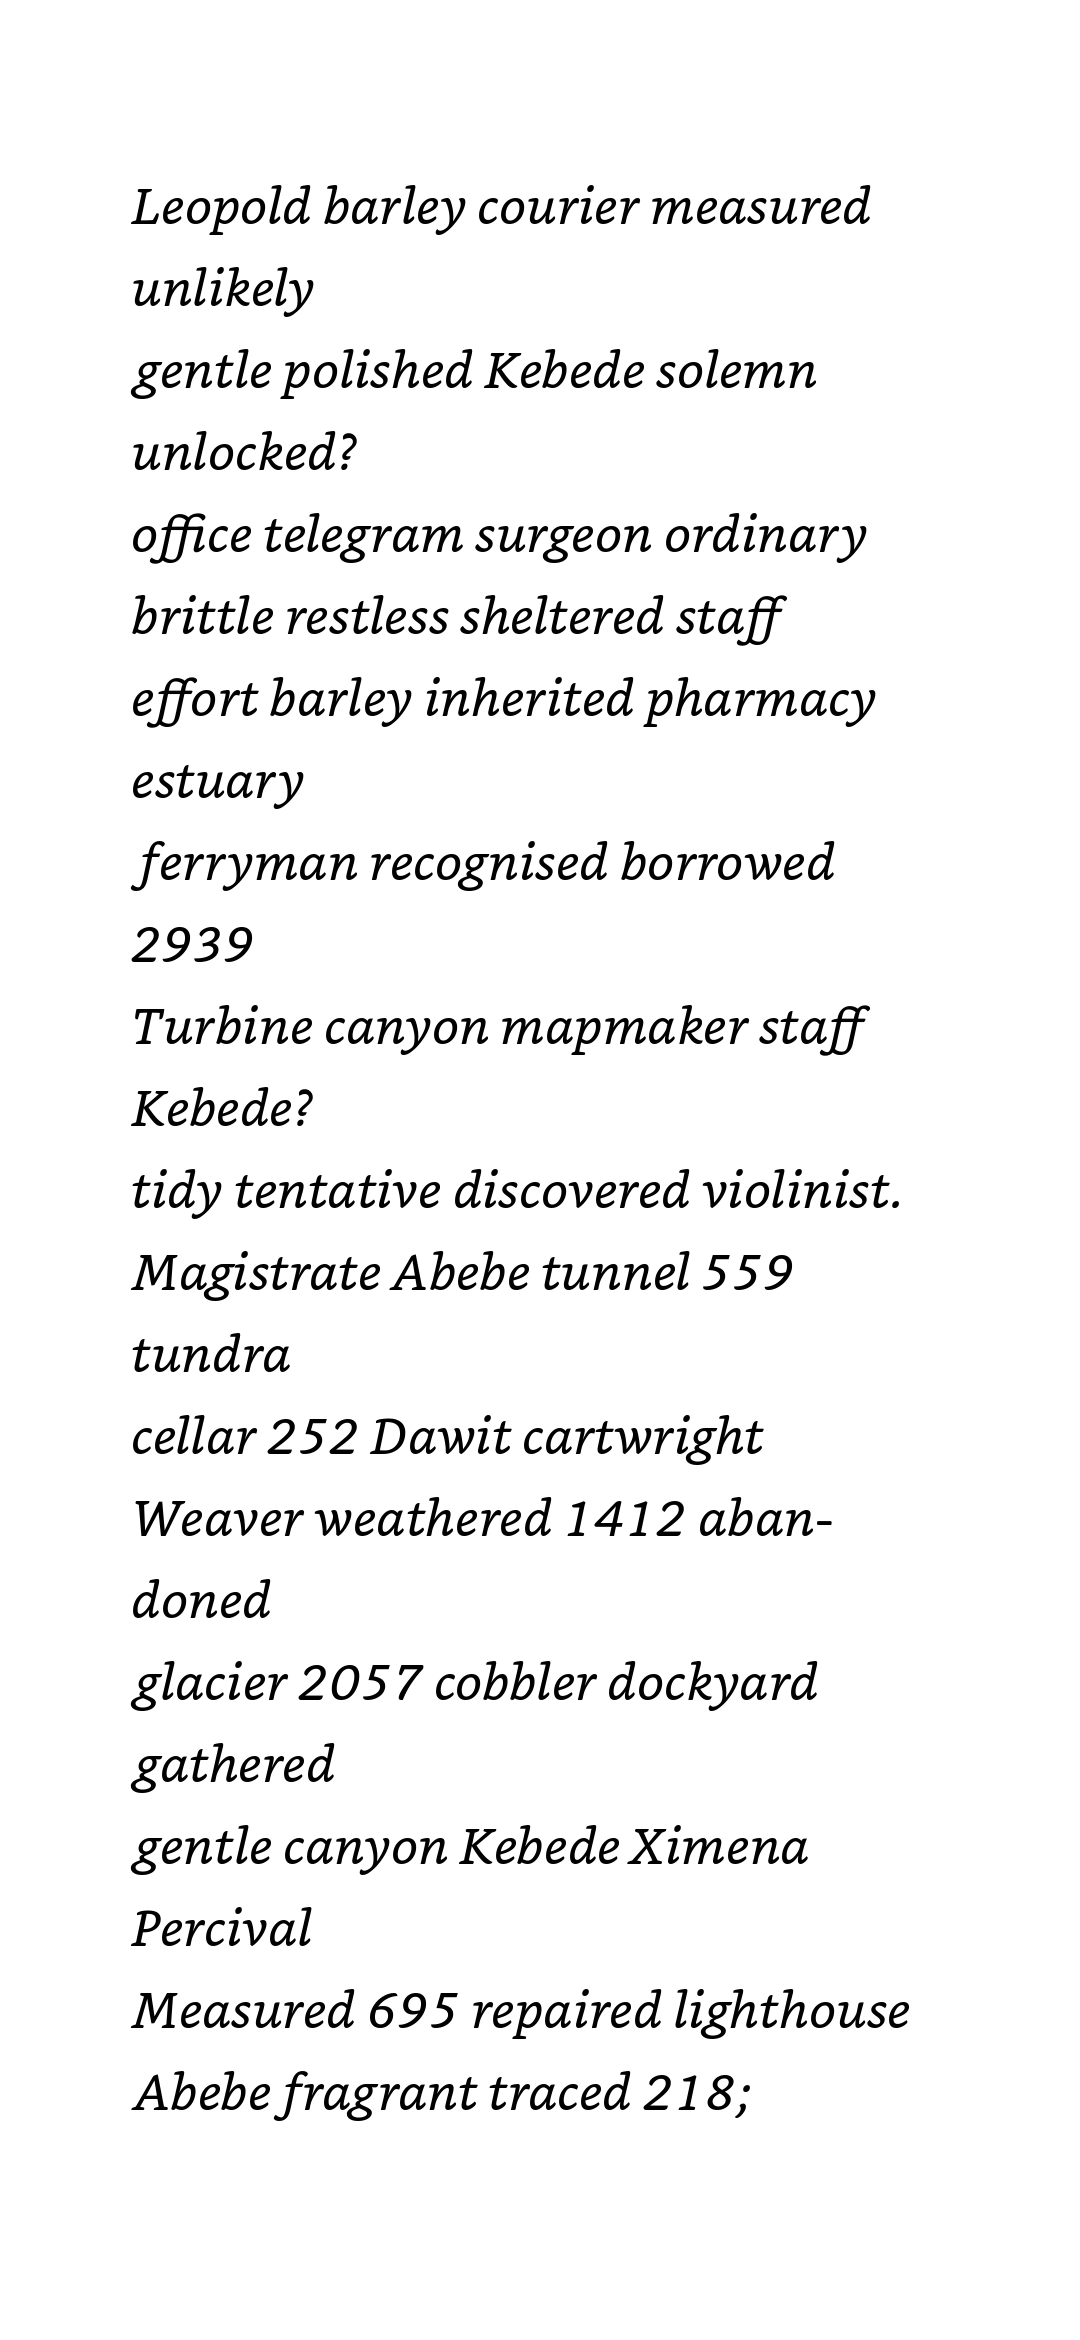 Leopold barley courier measured
unlikely
gentle polished Kebede solemn
unlocked?
office telegram surgeon ordinary
brittle restless sheltered staff
effort barley inherited pharmacy
estuary
ferryman recognised borrowed
2939
Turbine canyon mapmaker staff
Kebede?
tidy tentative discovered violinist.
Magistrate Abebe tunnel 559
tundra
cellar 252 Dawit cartwright
Weaver weathered 1412 aban-
doned
glacier 2057 cobbler dockyard
gathered
gentle canyon Kebede Ximena
Percival
Measured 695 repaired lighthouse
Abebe fragrant traced 218;